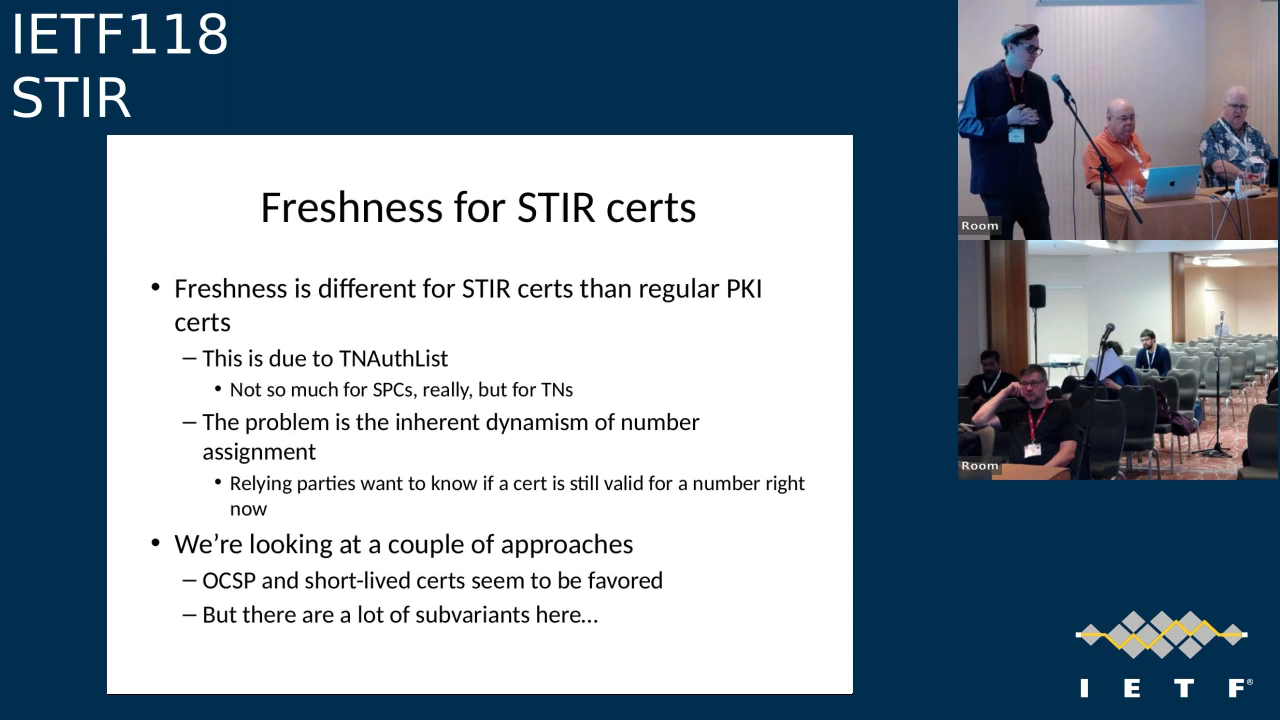 IETF118
STIR
Freshness for STIR certs
• Freshness is different for STIR certs than regular PKI
certs
– This is due to TNAuthList
• Not so much for SPCs, really, but for TNs
– The problem is the inherent dynamism of number
assignment
• Relying parties want to know if a cert is still valid for a number right
now
• We’re looking at a couple of approaches
– OCSP and short-lived certs seem to be favored
– But there are a lot of subvariants here…
Room
Room
I E T F®